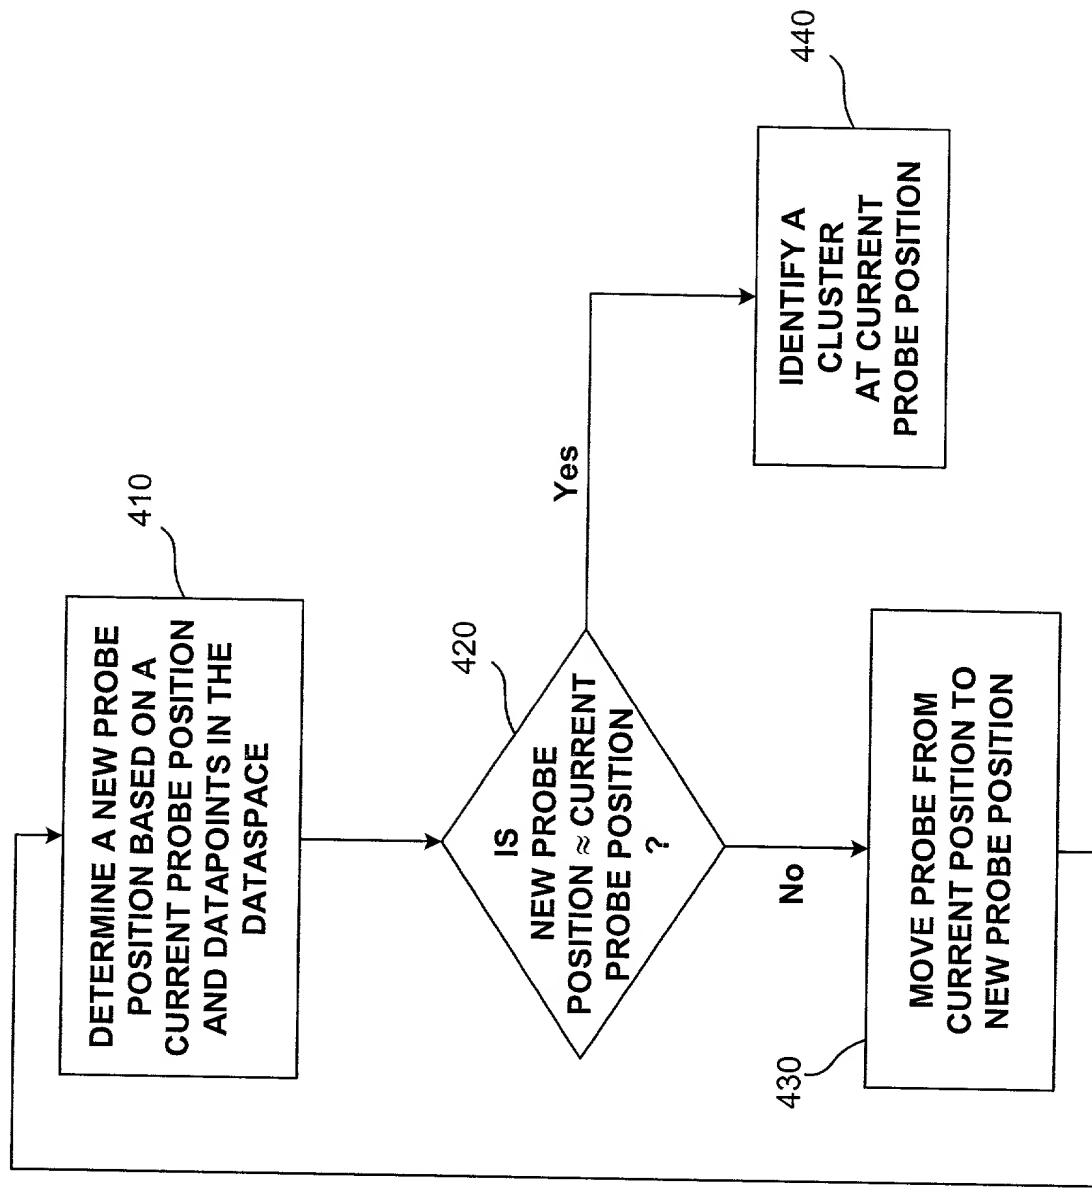 410
DETERMINE A NEW PROBE
POSITION BASED ON A
CURRENT PROBE POSITION
AND DATAPOINTS IN THE
DATASPACE
420
IS
NEW PROBE
POSITION ≈ CURRENT
PROBE POSITION
?
Yes
No
440
IDENTIFY A
CLUSTER
AT CURRENT
PROBE POSITION
430
MOVE PROBE FROM
CURRENT POSITION TO
NEW PROBE POSITION